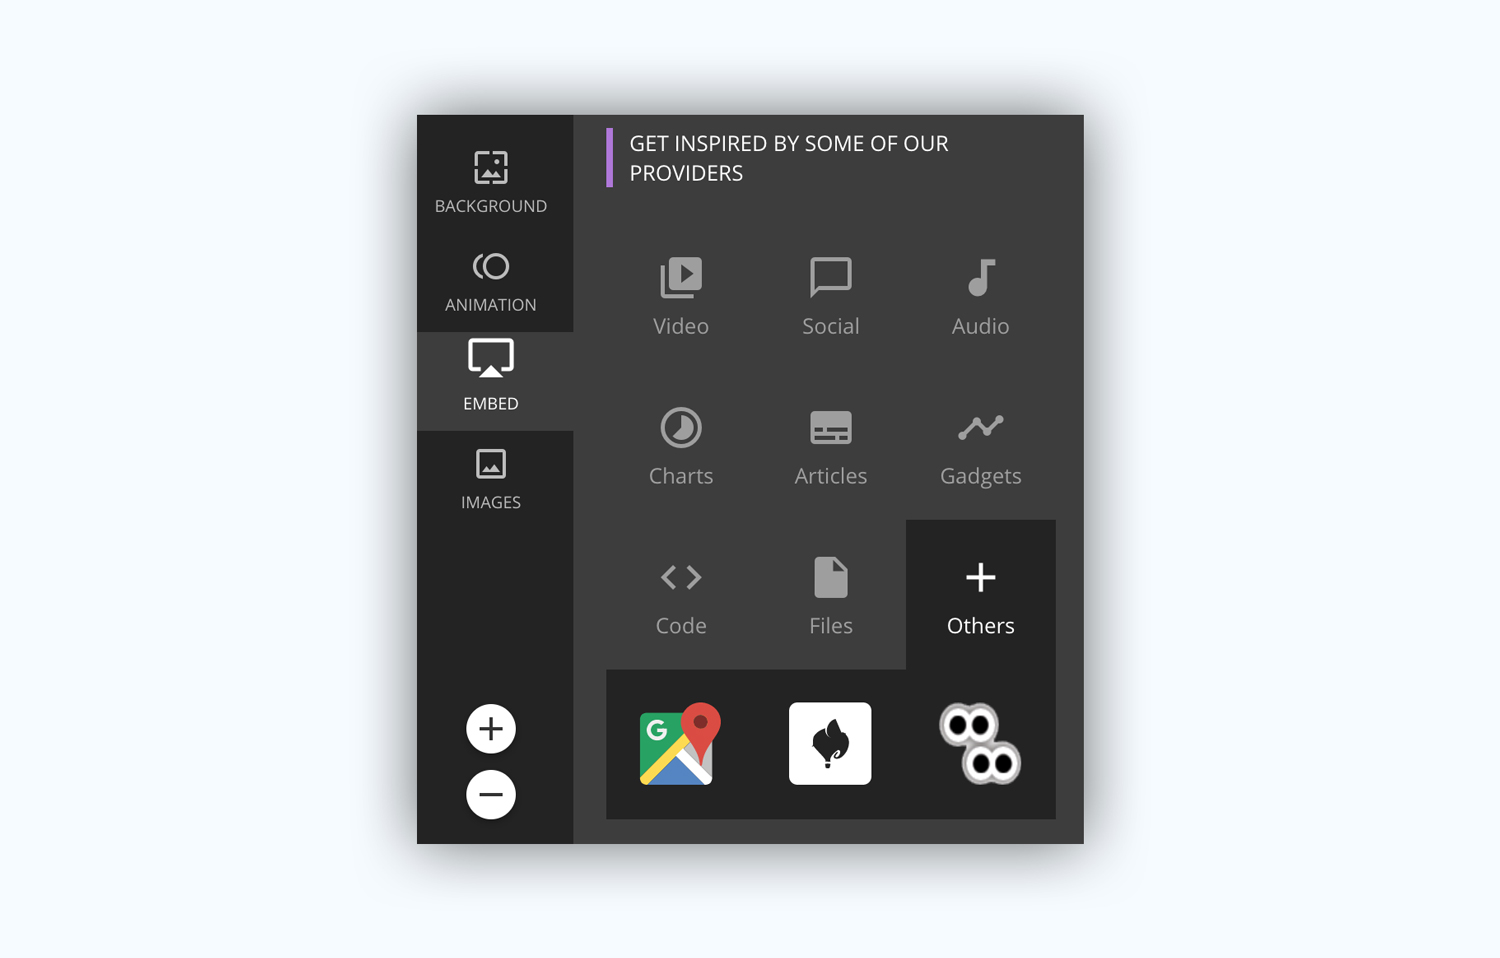 GET INSPIRED BY SOME OF OUR
PROVIDERS
BACKGROUND
ANIMATION
EMBED
IMAGES
Video
Social
Audio
Charts
Articles
Gadgets
Code
Files
Others
G